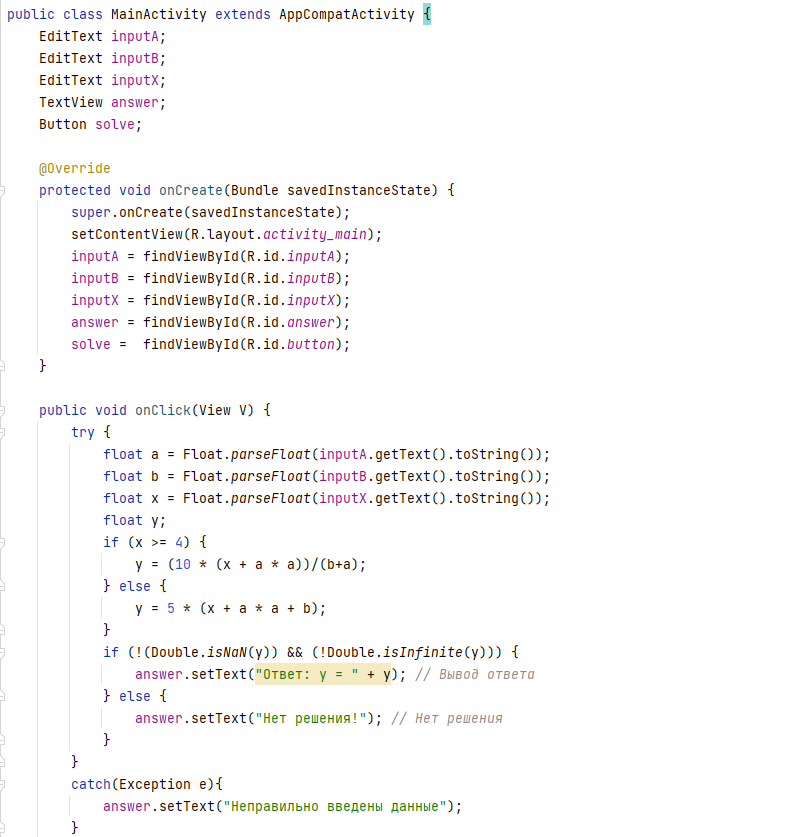 public class MainActivity extends AppCompatActivity {
    EditText inputA;
    EditText inputB;
    EditText inputX;
    TextView answer;
    Button solve;

    @Override
    protected void onCreate(Bundle savedInstanceState) {
        super.onCreate(savedInstanceState);
        setContentView(R.layout.activity_main);
        inputA = findViewById(R.id.inputA);
        inputB = findViewById(R.id.inputB);
        inputX = findViewById(R.id.inputX);
        answer = findViewById(R.id.answer);
        solve =  findViewById(R.id.button);
    }

    public void onClick(View V) {
        try {
            float a = Float.parseFloat(inputA.getText().toString());
            float b = Float.parseFloat(inputB.getText().toString());
            float x = Float.parseFloat(inputX.getText().toString());
            float y;
            if (x >= 4) {
                y = (10 * (x + a * a))/(b+a);
            } else {
                y = 5 * (x + a * a + b);
            }
            if (!(Double.isNaN(y)) && (!Double.isInfinite(y))) {
                answer.setText("Ответ: y = " + y); // Вывод ответа
            } else {
                answer.setText("Нет решения!"); // Нет решения
            }
        }
        catch(Exception e){
            answer.setText("Неправильно введены данные");
        }